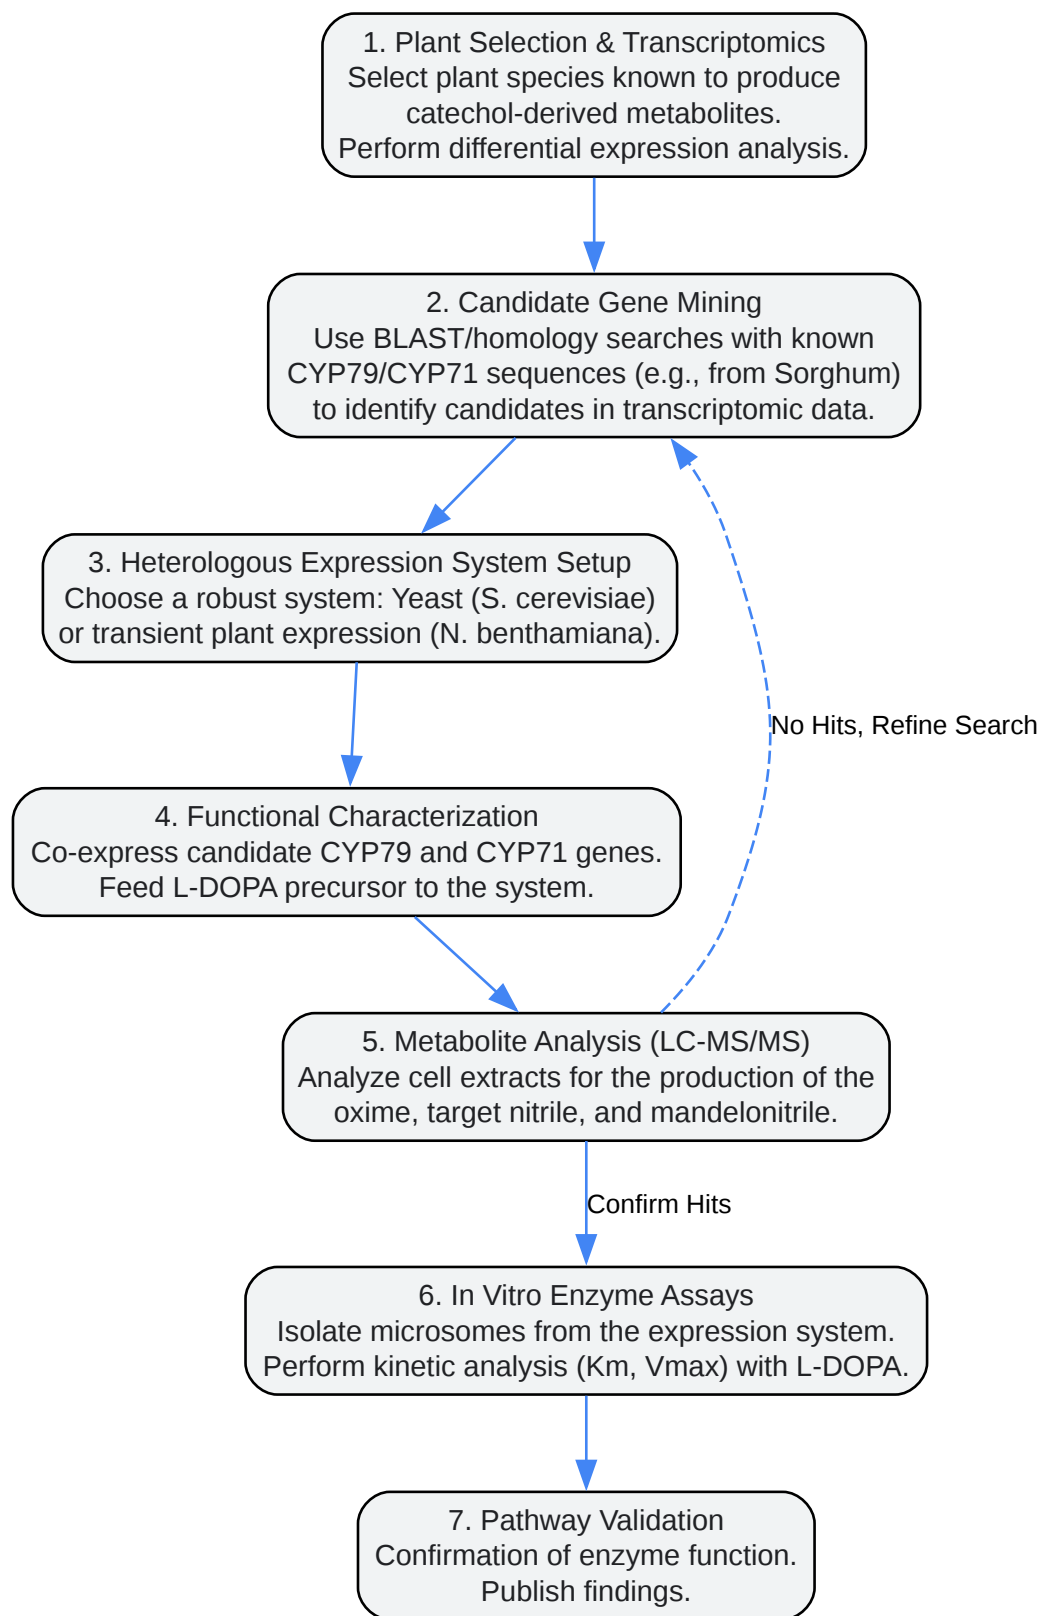 1. Plant Selection & Transcriptomics
Select plant species known to produce
catechol-derived metabolites.
Perform differential expression analysis.
2. Candidate Gene Mining
Use BLAST/homology searches with known
CYP79/CYP71 sequences (e.g., from Sorghum)
to identify candidates in transcriptomic data.
3. Heterologous Expression System Setup
Choose a robust system: Yeast (S. cerevisiae)
or transient plant expression (N. benthamiana).
No Hits, Refine Search
4. Functional Characterization
Co-express candidate CYP79 and CYP71 genes.
Feed L-DOPA precursor to the system.
5. Metabolite Analysis (LC-MS/MS)
Analyze cell extracts for the production of the
oxime, target nitrile, and mandelonitrile.
Confirm Hits
6. In Vitro Enzyme Assays
Isolate microsomes from the expression system.
Perform kinetic analysis (Km, Vmax) with L-DOPA.
7. Pathway Validation
Confirmation of enzyme function.
Publish findings.